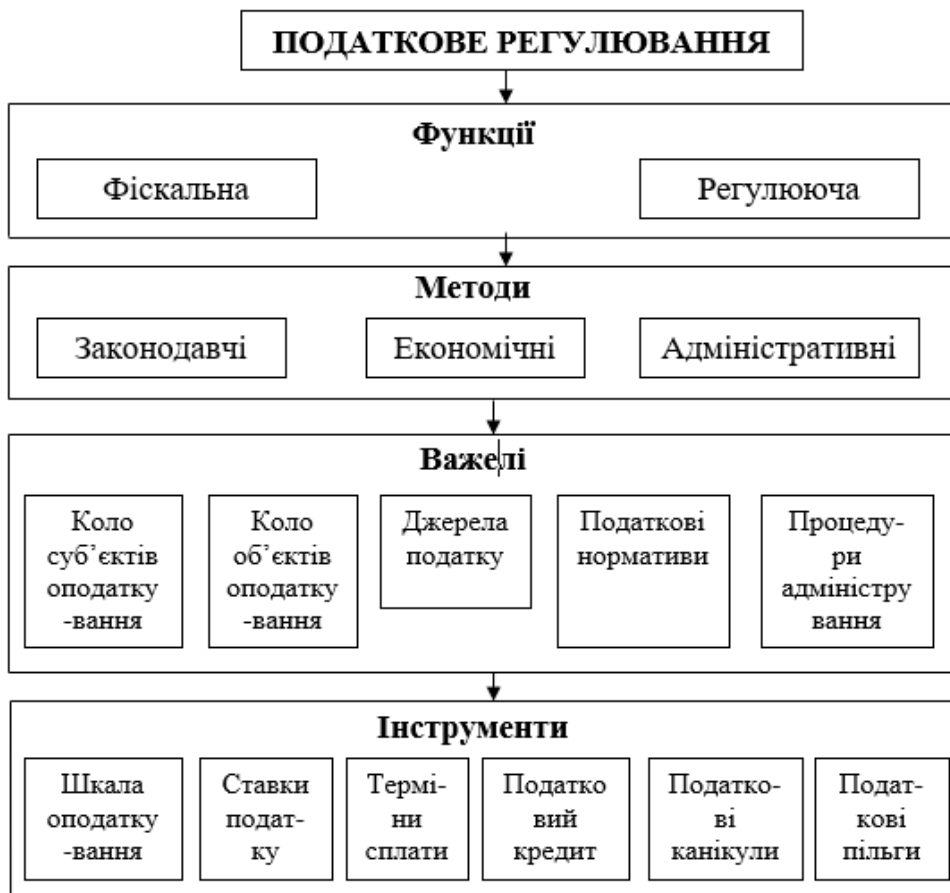 ПОДАТКОВЕ РЕГУЛЮВАННЯ
Функції
Фіскальна
Регулююча
Методи
Законодавчі
Економічні
Адміністративні
Важелі
Коло
суб’єктів
оподатку
-вання
Коло
об’єктів
оподатку
-вання
Джерела
податку
Податкові
нормативи
Процеду-
ри
адміністру
вання
Інструменти
Шкала
оподатку
-вання
Ставки
подат-
ку
Термі-
ни
сплати
Податко
вий
кредит
Податко-
ві
канікули
Подат-
кові
пільги